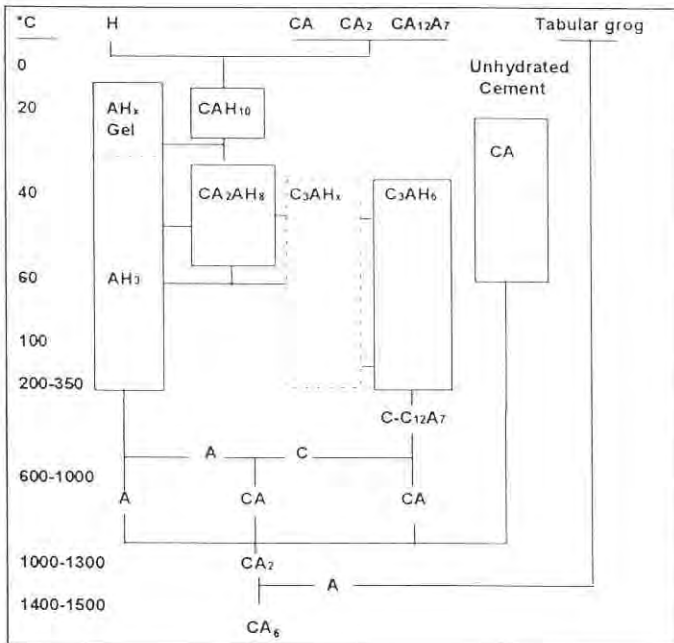 °C H CA CA₂ CA₁₂A₇ Tabular grog
0 Unhydrated
Cement
20 AHₓ CAH₁₀
Gel CA
40 CA₂AH₈ C₃AHₓ C₃AH₆
60 AH₃
100
200-350
C-C₁₂A₇
A C
600-1000
A CA CA
1000-1300 CA₂
A
1400-1500
CA₆